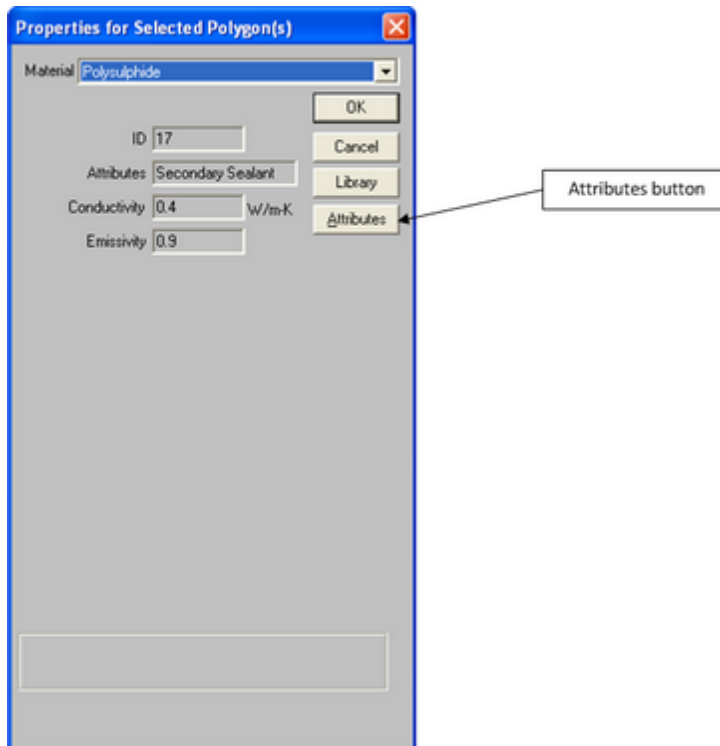 Properties for Selected Polygon(s)
Material Polysulphide
OK
ID 17
Cancel
Attributes Secondary Sealant
Library
Conductivity 0.4 W/m-K
Attributes
Emissivity 0.9
Attributes button